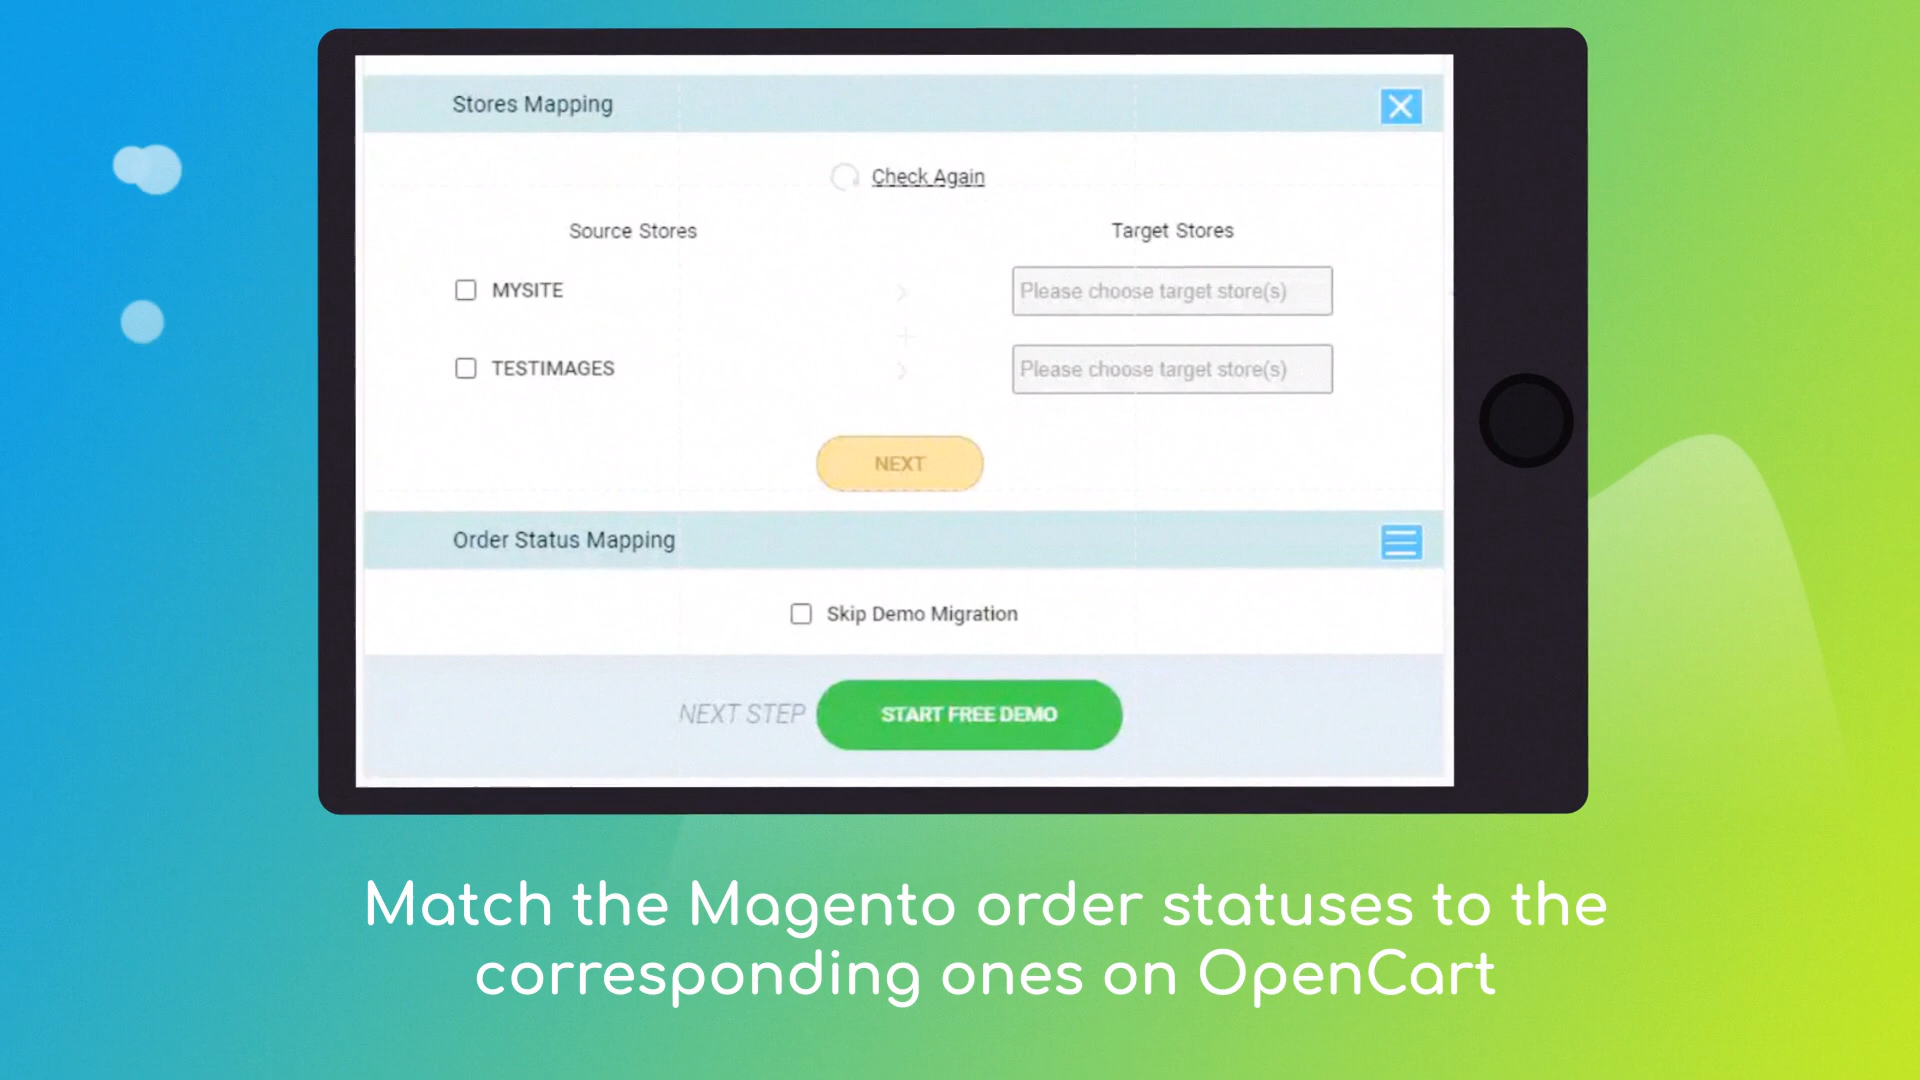 Stores Mapping
Check Again
Source Stores
Target Stores
MYSITE
Please choose target store(s)
TESTIMAGES
Please choose target store(s)
NEXT
Order Status Mapping
Skip Demo Migration
NEXT STEP
START FREE DEMO
Match the Magento order statuses to the
corresponding ones on OpenCart